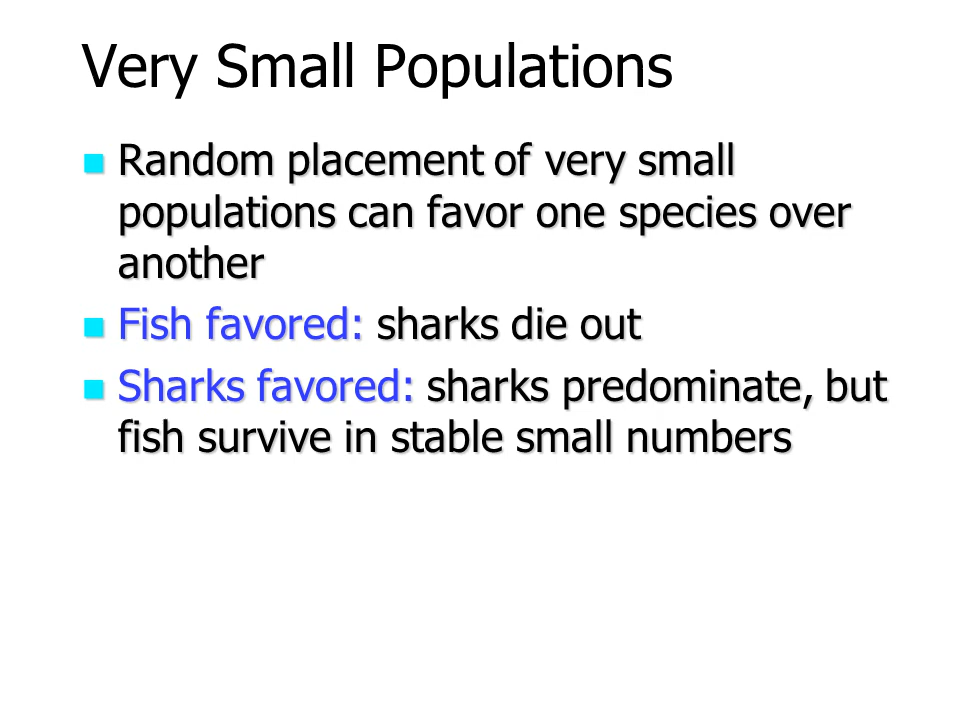 Very Small Populations
Random placement of very small
populations can favor one species over
another
Fish favored: sharks die out
Sharks favored: sharks predominate, but
fish survive in stable small numbers